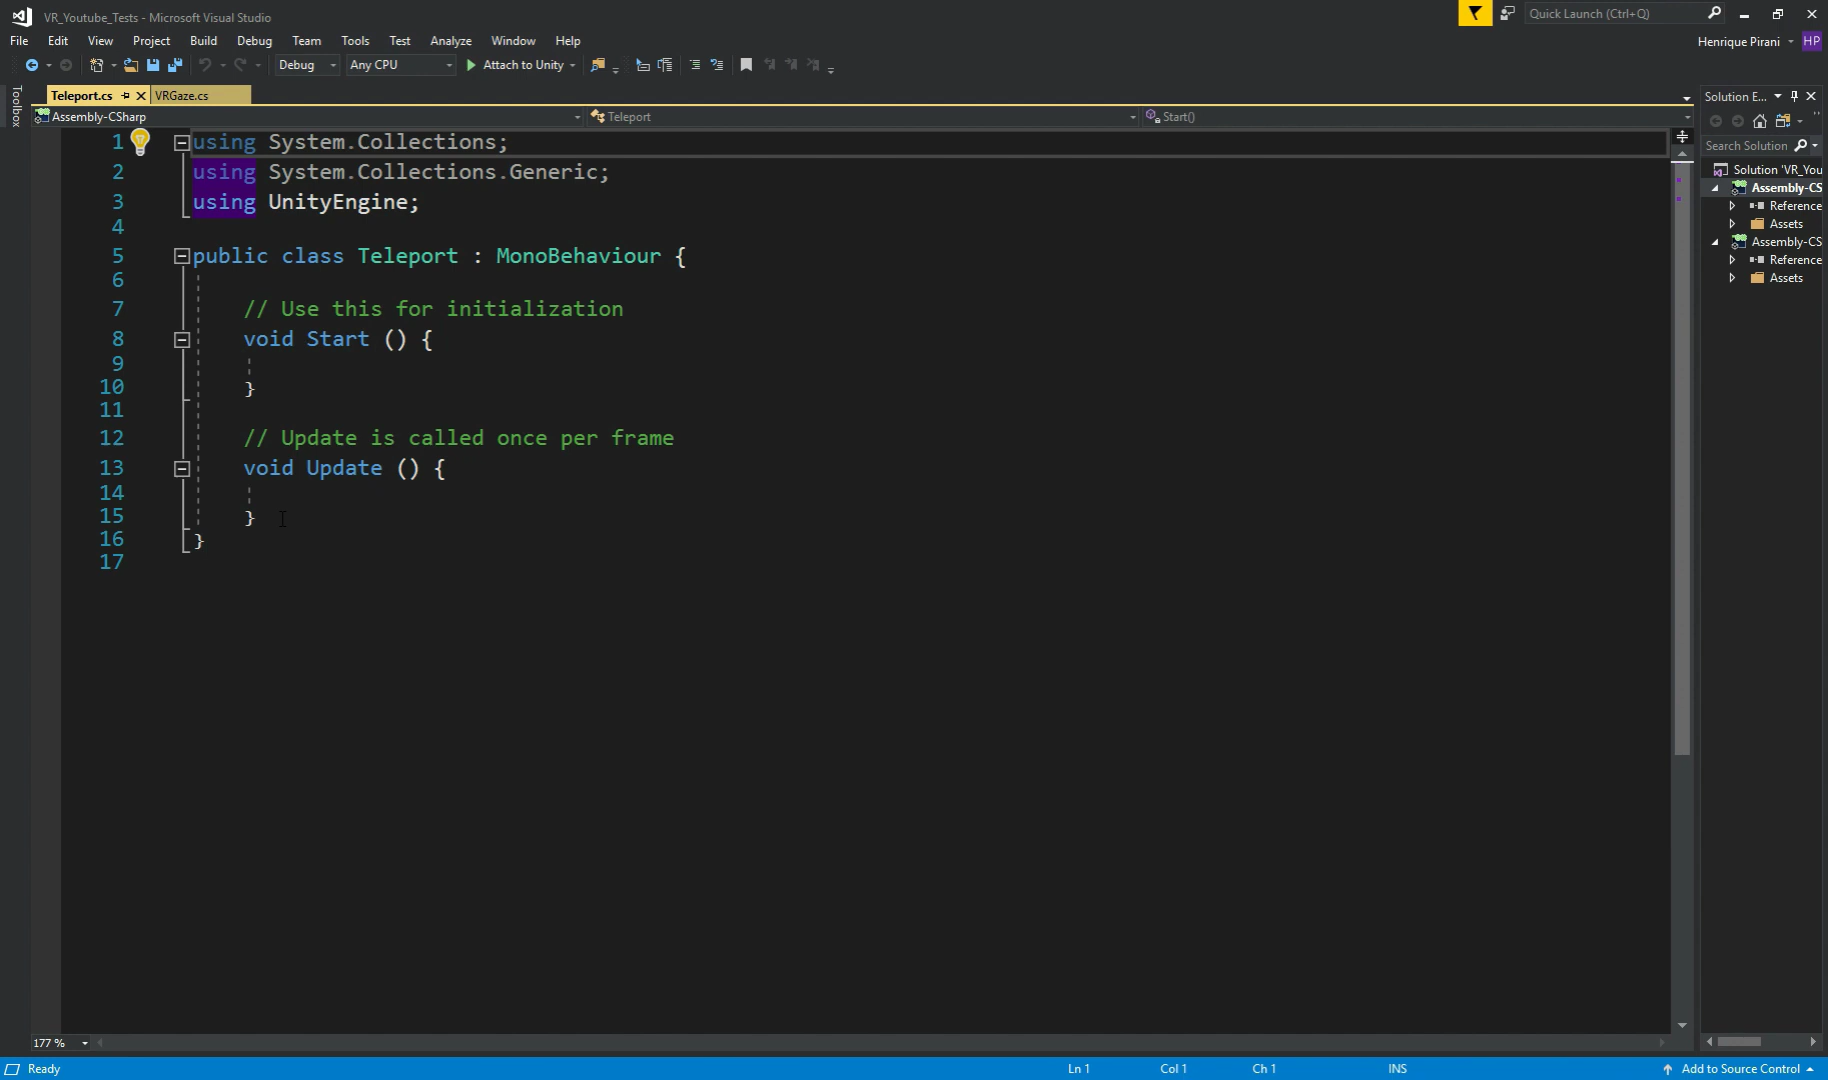 VR_Youtube_Tests - Microsoft Visual Studio
Quick Launch (Ctrl+Q)
File Edit View Project Build Debug Team Tools Test Analyze Window Help
Henrique Pirani HP
Debug Any CPU Attach to Unity
Toolbox
Teleport.cs VRGaze.cs
Solution E...
Assembly-CSharp Teleport Start()
Search Solution
1 using System.Collections;
2 using System.Collections.Generic;
3 using UnityEngine;
4
5 public class Teleport : MonoBehaviour {
6
7 // Use this for initialization
8 void Start () {
9
10 }
11
12 // Update is called once per frame
13 void Update () {
14
15 }
16 }
17
Solution 'VR_You
Assembly-CS
Reference
Assets
Assembly-CS
Reference
Assets
177 %
Ready Ln 1 Col 1 Ch 1 INS Add to Source Control